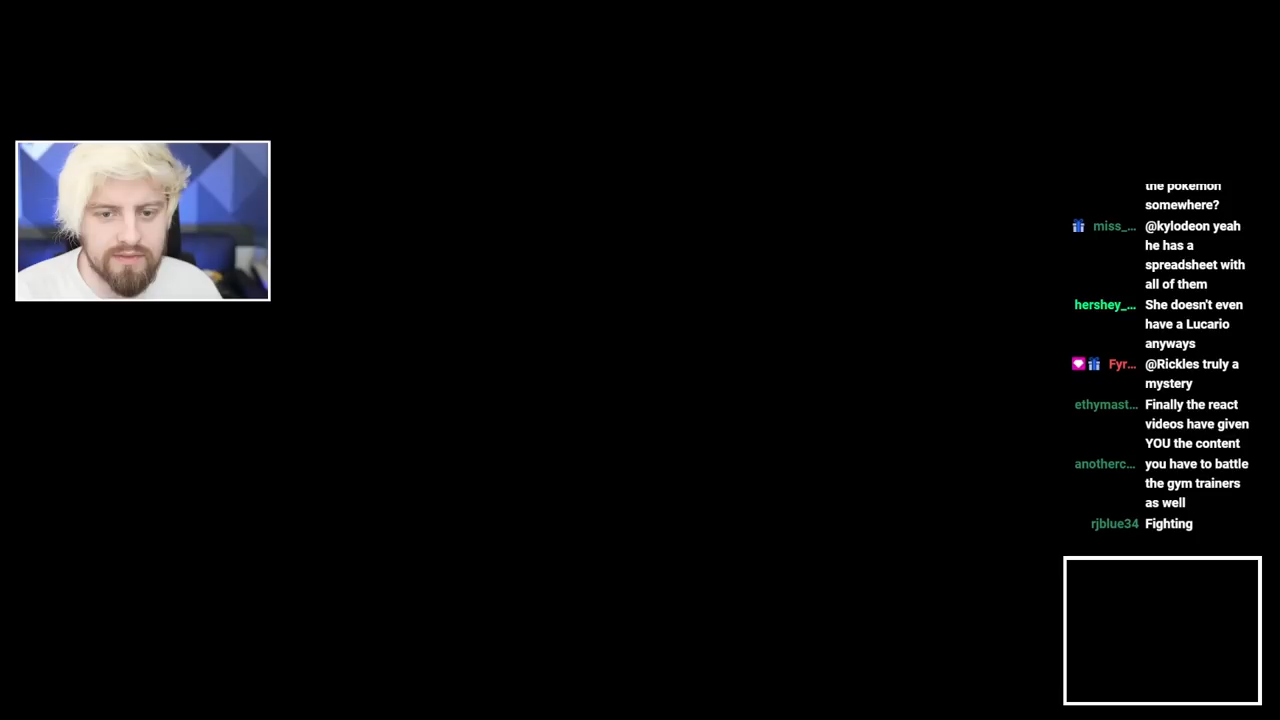 the pokemon
somewhere?
miss_... @kylodeon yeah
he has a
spreadsheet with
all of them
hershey_... She doesn't even
have a Lucario
anyways
Fyr... @Rickles truly a
mystery
ethymast... Finally the react
videos have given
YOU the content
anotherc... you have to battle
the gym trainers
as well
rjblue34 Fighting